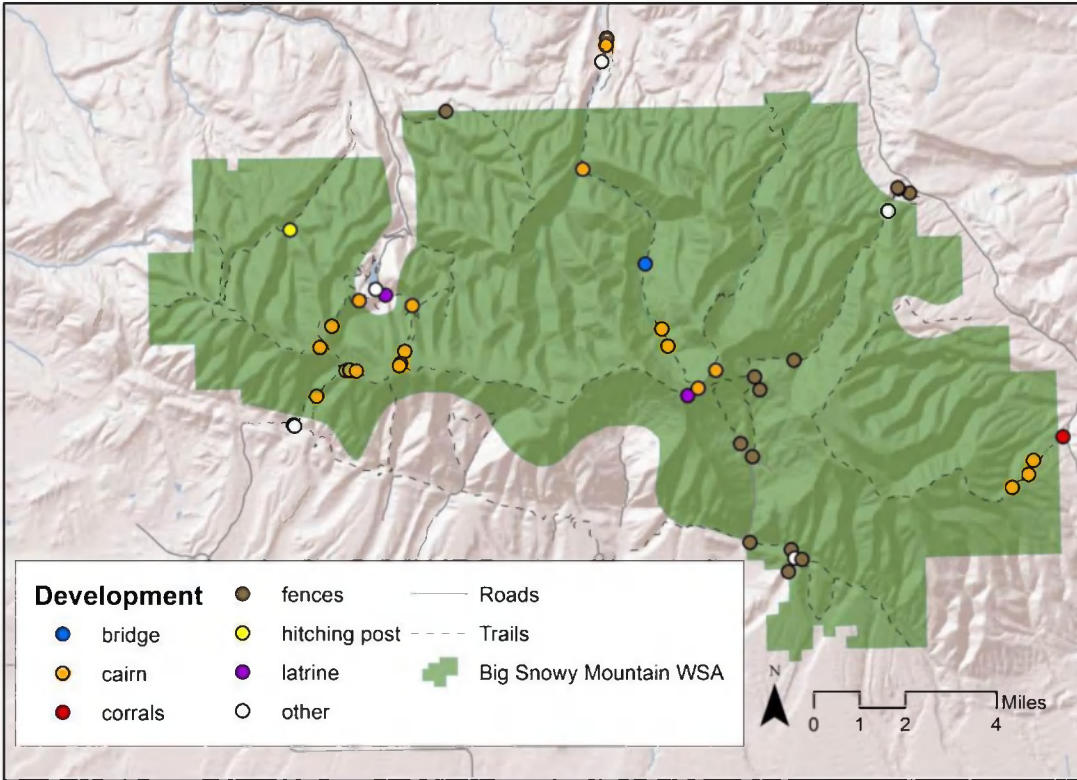 Development
bridge
cairn
corrals
fences
hitching post
latrine
other
Roads
Trails
Big Snowy Mountain WSA
N
Miles
0 1 2 4